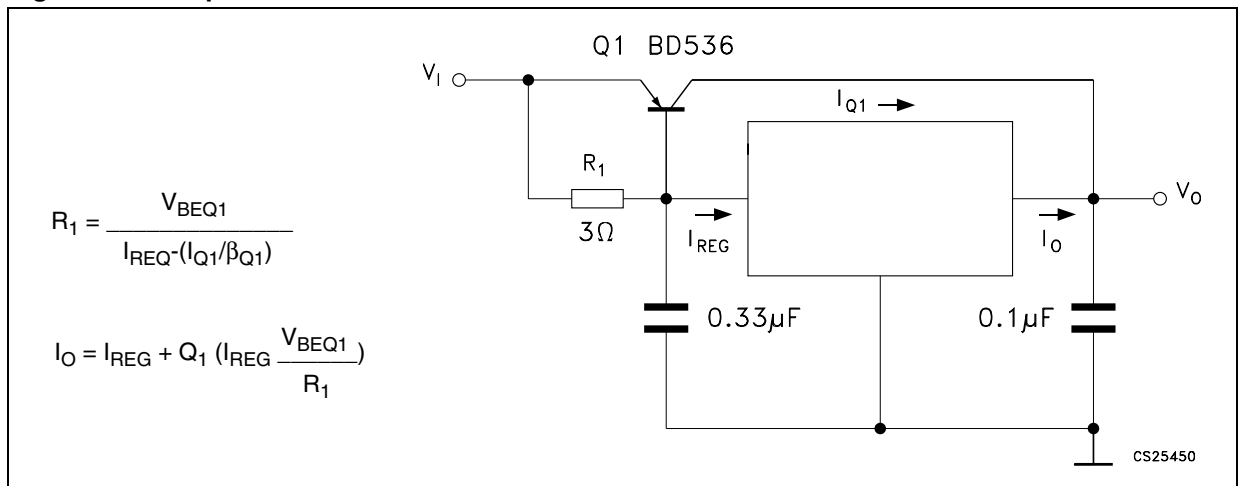 Q1 BD536
V_I
I_Q1
R_1
3Ω
I_REG
I_O
V_O
0.33µF
0.1µF
R_1 = V_BEQ1
I_REQ-(I_Q1/β_Q1)
I_O = I_REG + Q_1 (I_REG V_BEQ1 / R_1)
CS25450